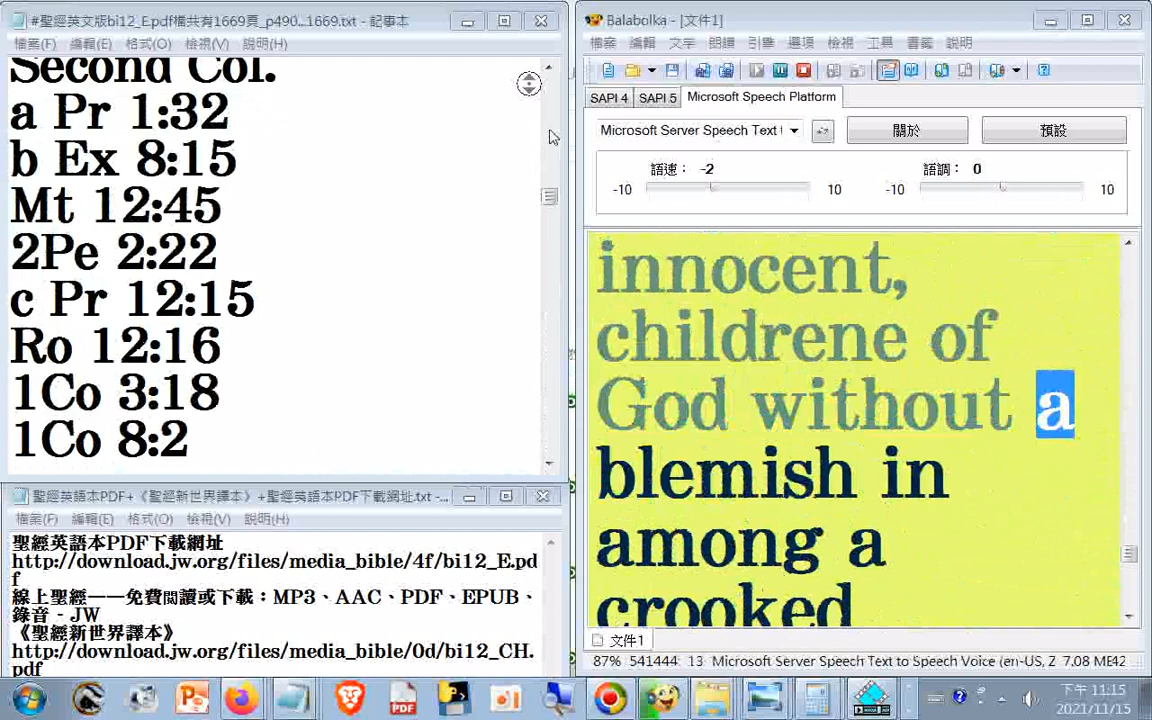 #聖經英文版bi12_E.pdf檔共有1669頁_p490...1669.txt - 記事本
檔案(F) 編輯(E) 格式(O) 檢視(V) 說明(H)
Second Col.
a Pr 1:32
b Ex 8:15
Mt 12:45
2Pe 2:22
c Pr 12:15
Ro 12:16
1Co 3:18
1Co 8:2
聖經英語本PDF+《聖經新世界譯本》+聖經英語本PDF下載網址.txt - ...
檔案(F) 編輯(E) 格式(O) 檢視(V) 說明(H)
聖經英語本PDF下載網址
http://download.jw.org/files/media_bible/4f/bi12_E.pd
f
線上聖經——免費閱讀或下載：MP3、AAC、PDF、EPUB、
錄音 - JW
《聖經新世界譯本》
http://download.jw.org/files/media_bible/0d/bi12_CH.
pdf
Balabolka - [文件1]
檔案 編輯 文字 朗讀 引擎 選項 檢視 工具 書籤 說明
SAPI 4 SAPI 5 Microsoft Speech Platform
Microsoft Server Speech Text 關於 預設
語速： -2 語調： 0
-10 10 -10 10
innocent,
childrene of
God without a
blemish in
among a
crooked
文件1
87% 541444: 13 Microsoft Server Speech Text to Speech Voice (en-US, Z 7.08 ME42
下午 11:15
2021/11/15